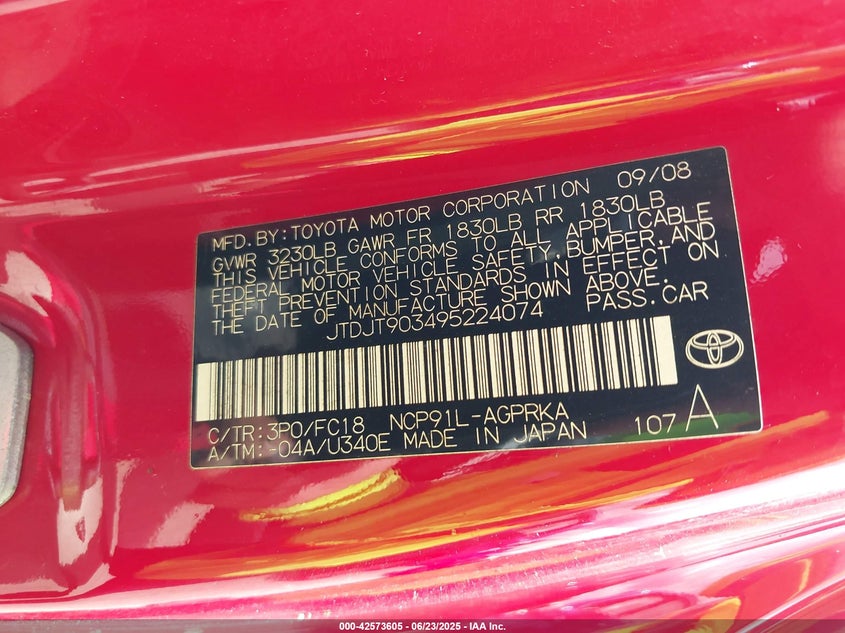 MFD.BY:TOYOTA MOTOR CORPORATION 09/08
GVWR 3230LB GAWR FR 1830LB RR 1830LB
THIS VEHICLE CONFORMS TO ALL APPLICABLE
FEDERAL MOTOR VEHICLE SAFETY,BUMPER,AND
THEFT PREVENTION STANDARDS IN EFFECT ON
THE DATE OF MANUFACTURE SHOWN ABOVE.
JTDJT903495224074 PASS.CAR
C/TR:3P0/FC18 NCP91L-AGPRKA
A/TM:-04A/U340E MADE IN JAPAN 107 A
000-42573605 - 06/23/2025 - IAA Inc.